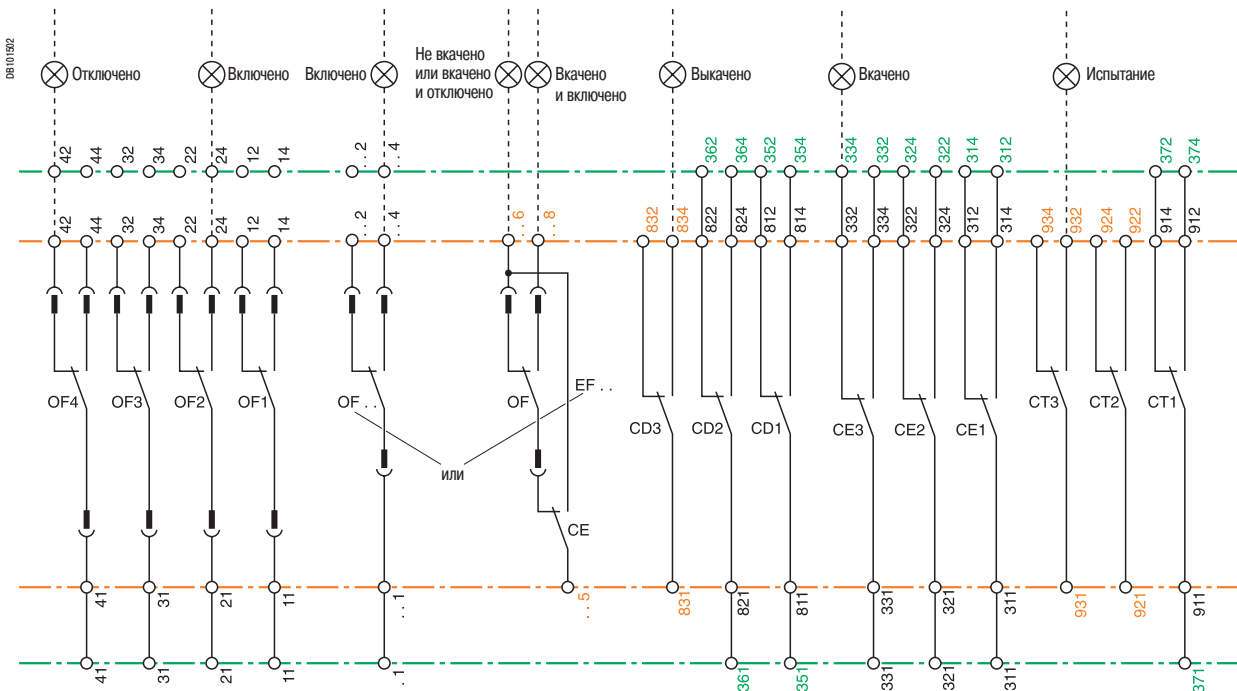 DB101502
Отключено
Включено
Включено
Не вкачено
или вкачено
и отключено
Вкачено
и включено
Выкачено
Вкачено
Испытание
42 44 32 34 22 24 12 14 . . 2 . . 4 362 364 352 354 334 332 324 322 314 312 372 374
42 44 32 34 22 24 12 14 . . 2 . . 4 . . 6 . . 8 832 834 822 824 812 814 332 334 322 324 312 314 934 932 924 922 914 912
OF4 OF3 OF2 OF1 OF . . OF EF . . CD3 CD2 CD1 CE3 CE2 CE1 CT3 CT2 CT1
или
CE
41 31 21 11 . . 1 . . 5 831 821 811 331 321 311 931 921 911
41 31 21 11 . . 1 361 351 331 321 311 371